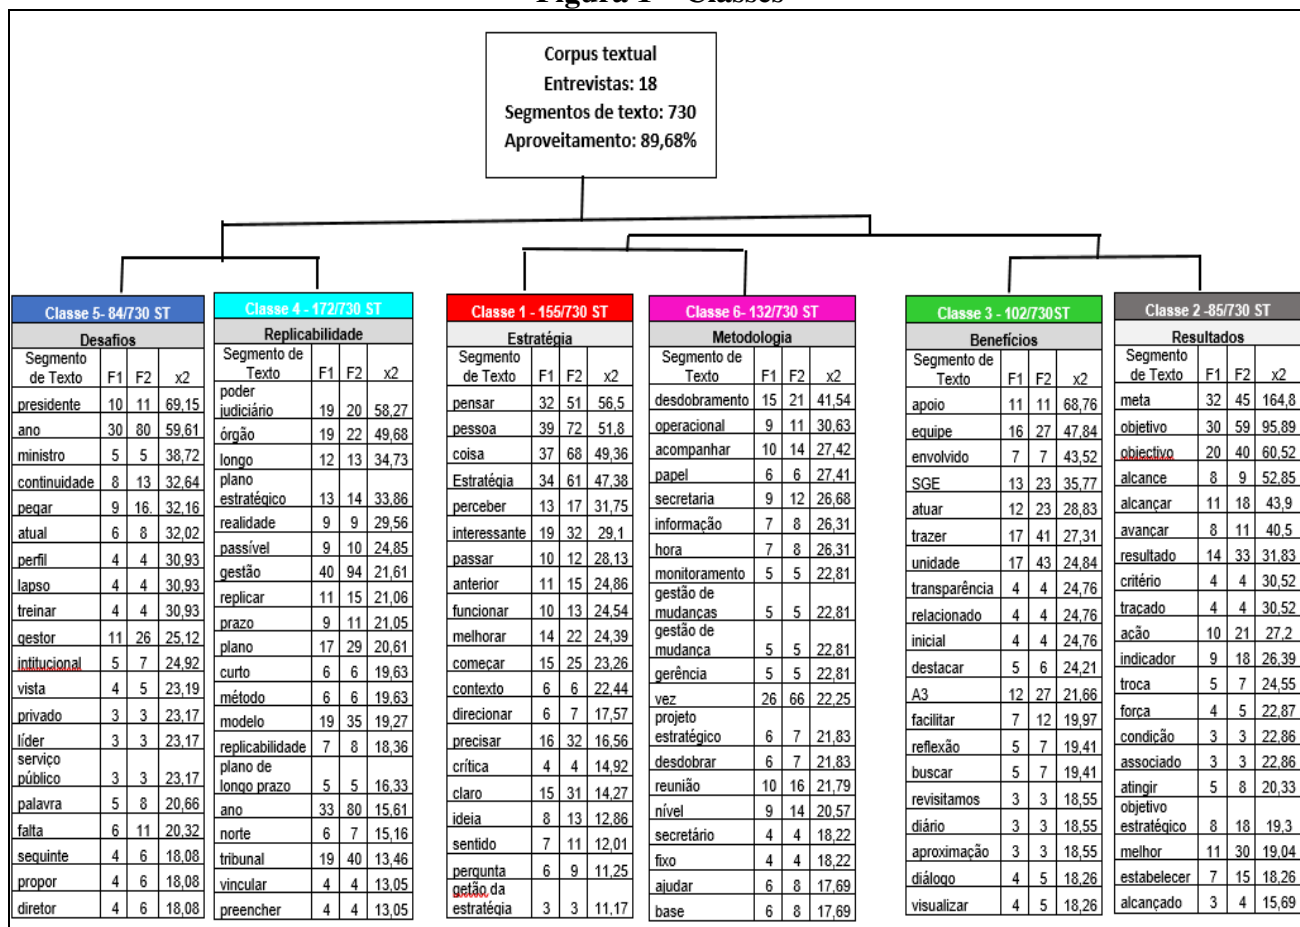 Figura 1 – Classes
Corpus textual
Entrevistas: 18
Segmentos de texto: 730
Aproveitamento: 89,68%
Classe 5- 84/730 ST
Desafios
Segmento
de Texto F1 F2 x2
presidente 10 11 69,15
ano 30 80 59,61
ministro 5 5 38,72
continuidade 8 13 32,64
pegar 9 16. 32,16
atual 6 8 32,02
perfil 4 4 30,93
lapso 4 4 30,93
treinar 4 4 30,93
gestor 11 26 25,12
intitucional 5 7 24,92
vista 4 5 23,19
privado 3 3 23,17
líder 3 3 23,17
serviço
público 3 3 23,17
palavra 5 8 20,66
falta 6 11 20,32
sequinte 4 6 18,08
propor 4 6 18,08
diretor 4 6 18,08
Classe 4 - 172/730 ST
Replicabilidade
Segmento de
Texto F1 F2 x2
poder
judiciário 19 20 58,27
órgão 19 22 49,68
longo 12 13 34,73
plano
estratégico 13 14 33,86
realidade 9 9 29,56
passível 9 10 24,85
gestão 40 94 21,61
replicar 11 15 21,06
prazo 9 11 21,05
plano 17 29 20,61
curto 6 6 19,63
método 6 6 19,63
modelo 19 35 19,27
replicabilidade 7 8 18,36
plano de
longo prazo 5 5 16,33
ano 33 80 15,61
norte 6 7 15,16
tribunal 19 40 13,46
vincular 4 4 13,05
preencher 4 4 13,05
Classe 1 - 155/730 ST
Estratégia
Segmento
de Texto F1 F2 x2
pensar 32 51 56,5
pessoa 39 72 51,8
coisa 37 68 49,36
Estratégia 34 61 47,38
perceber 13 17 31,75
interessante 19 32 29,1
passar 10 12 28,13
anterior 11 15 24,86
funcionar 10 13 24,54
melhorar 14 22 24,39
começar 15 25 23,26
contexto 6 6 22,44
direcionar 6 7 17,57
precisar 16 32 16,56
crítica 4 4 14,92
claro 15 31 14,27
ideia 8 13 12,86
sentido 7 11 12,01
pergunta 6 9 11,25
getão da
estratégia 3 3 11,17
Classe 6- 132/730 ST
Metodologia
Segmento de
Texto F1 F2 x2
desdobramento 15 21 41,54
operacional 9 11 30,63
acompanhar 10 14 27,42
papel 6 6 27,41
secretaria 9 12 26,68
informação 7 8 26,31
hora 7 8 26,31
monitoramento 5 5 22,81
gestão de
mudanças 5 5 22,81
gestão de
mudança 5 5 22,81
gerência 5 5 22,81
vez 26 66 22,25
projeto
estratégico 6 7 21,83
desdobrar 6 7 21,83
reunião 10 16 21,79
nível 9 14 20,57
secretário 4 4 18,22
fixo 4 4 18,22
ajudar 6 8 17,69
base 6 8 17,69
Classe 3 - 102/730ST
Benefícios
Segmento de
Texto F1 F2 x2
apoio 11 11 68,76
equipe 16 27 47,84
envolvido 7 7 43,52
SGE 13 23 35,77
atuar 12 23 28,83
trazer 17 41 27,31
unidade 17 43 24,84
transparência 4 4 24,76
relacionado 4 4 24,76
inicial 4 4 24,76
destacar 5 6 24,21
A3 12 27 21,66
facilitar 7 12 19,97
reflexão 5 7 19,41
buscar 5 7 19,41
revisitamos 3 3 18,55
diário 3 3 18,55
aproximação 3 3 18,55
diálogo 4 5 18,26
visualizar 4 5 18,26
Classe 2 -85/730 ST
Resultados
Segmento
de Texto F1 F2 x2
meta 32 45 164,8
objetivo 30 59 95,89
objectivo 20 40 60,52
alcance 8 9 52,85
alcançar 11 18 43,9
avançar 8 11 40,5
resultado 14 33 31,83
critério 4 4 30,52
traçado 4 4 30,52
ação 10 21 27,2
indicador 9 18 26,39
troca 5 7 24,55
força 4 5 22,87
condição 3 3 22,86
associado 3 3 22,86
atingir 5 8 20,33
objetivo
estratégico 8 18 19,3
melhor 11 30 19,04
estabelecer 7 15 18,26
alcançado 3 4 15,69